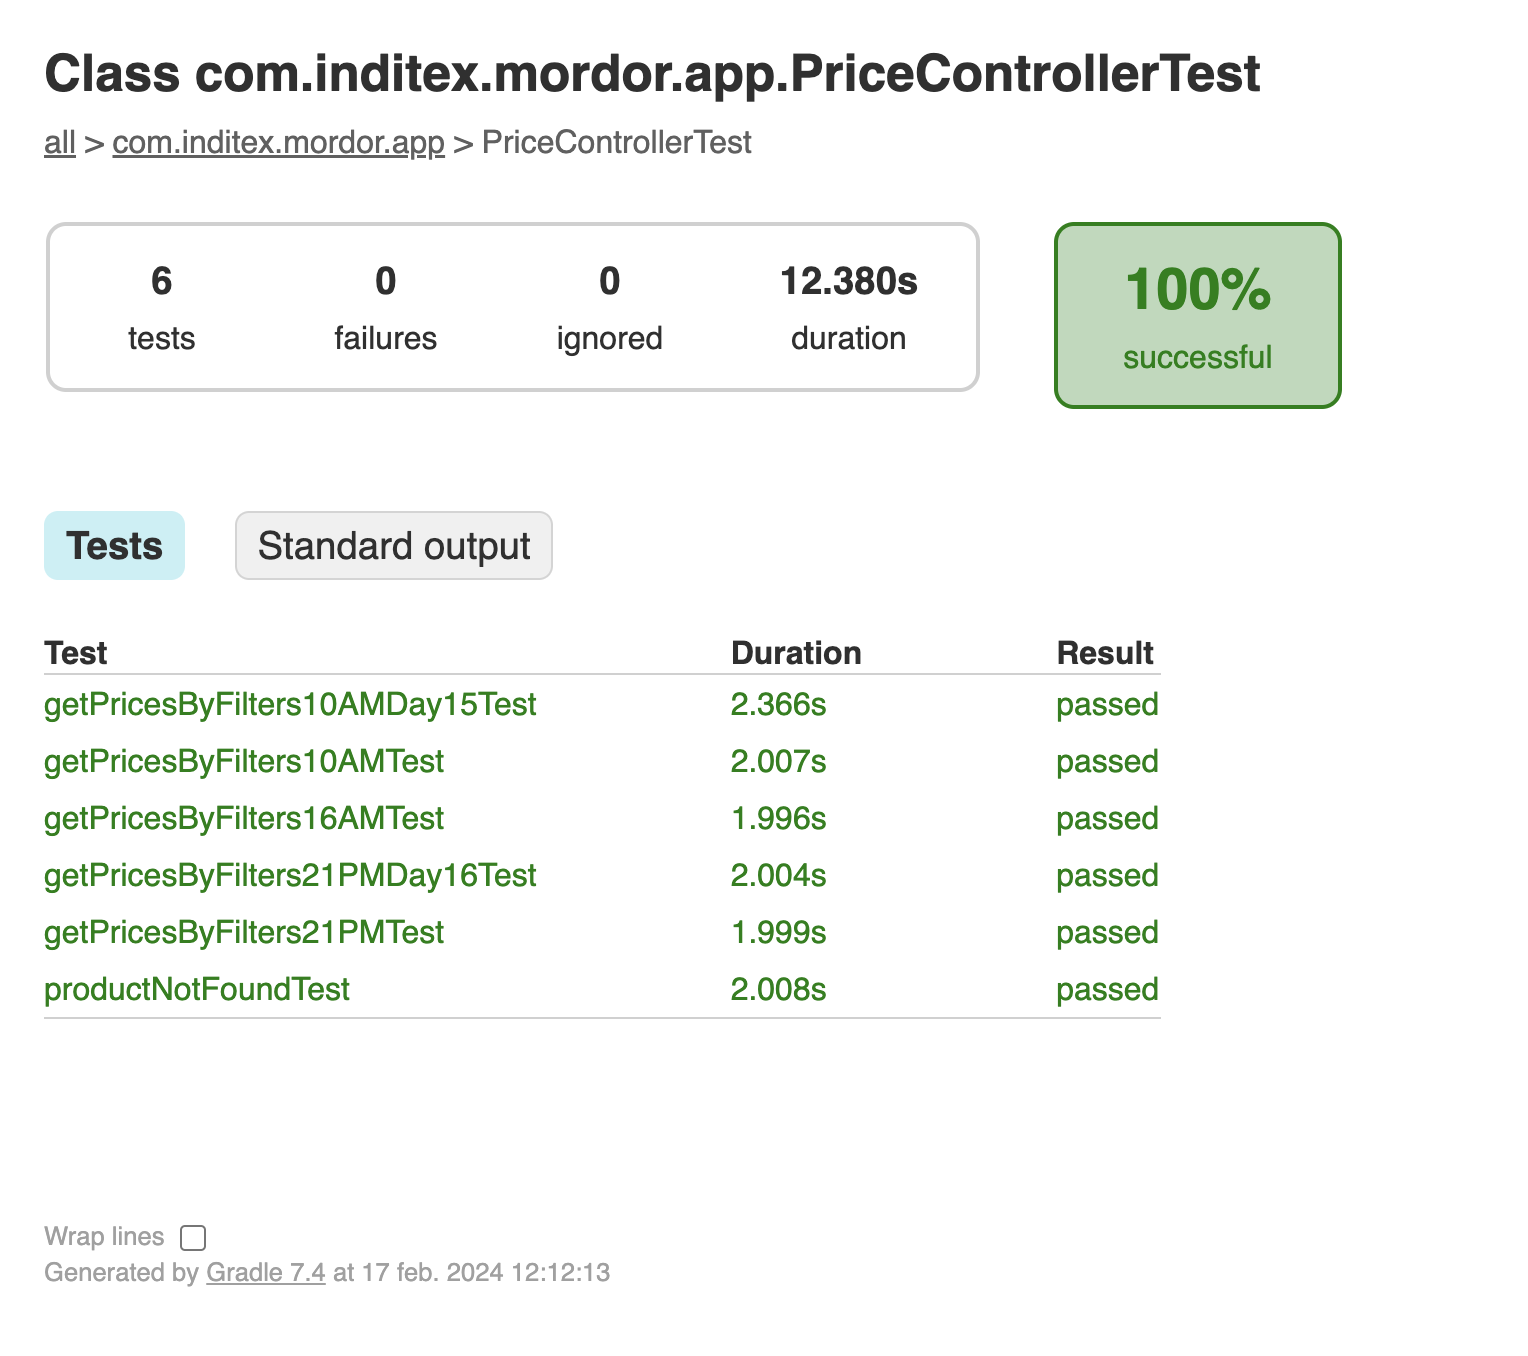 Class com.inditex.mordor.app.PriceControllerTest
all > com.inditex.mordor.app > PriceControllerTest
6 0 0 12.380s
tests failures ignored duration
100%
successful
Tests Standard output
Test Duration Result
getPricesByFilters10AMDay15Test 2.366s passed
getPricesByFilters10AMTest 2.007s passed
getPricesByFilters16AMTest 1.996s passed
getPricesByFilters21PMDay16Test 2.004s passed
getPricesByFilters21PMTest 1.999s passed
productNotFoundTest 2.008s passed
Wrap lines
Generated by Gradle 7.4 at 17 feb. 2024 12:12:13